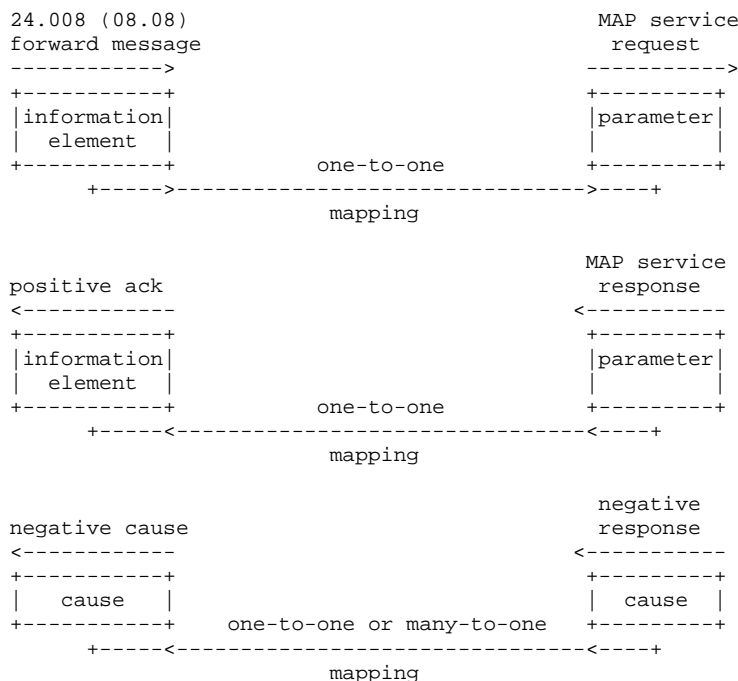 24.008 (08.08) MAP service
forward message request
------------> ----------->
+-----------+ +---------+
|information| |parameter|
| element | | |
+-----------+ one-to-one +---------+
+----->-------------------------------->----+
mapping
MAP service
positive ack response
<------------ <-----------
+-----------+ +---------+
|information| |parameter|
| element | | |
+-----------+ one-to-one +---------+
+-----<--------------------------------<----+
mapping
negative
negative cause response
<------------ <-----------
+-----------+ +---------+
| cause | | cause |
+-----------+ one-to-one or many-to-one +---------+
+-----<--------------------------------<----+
mapping